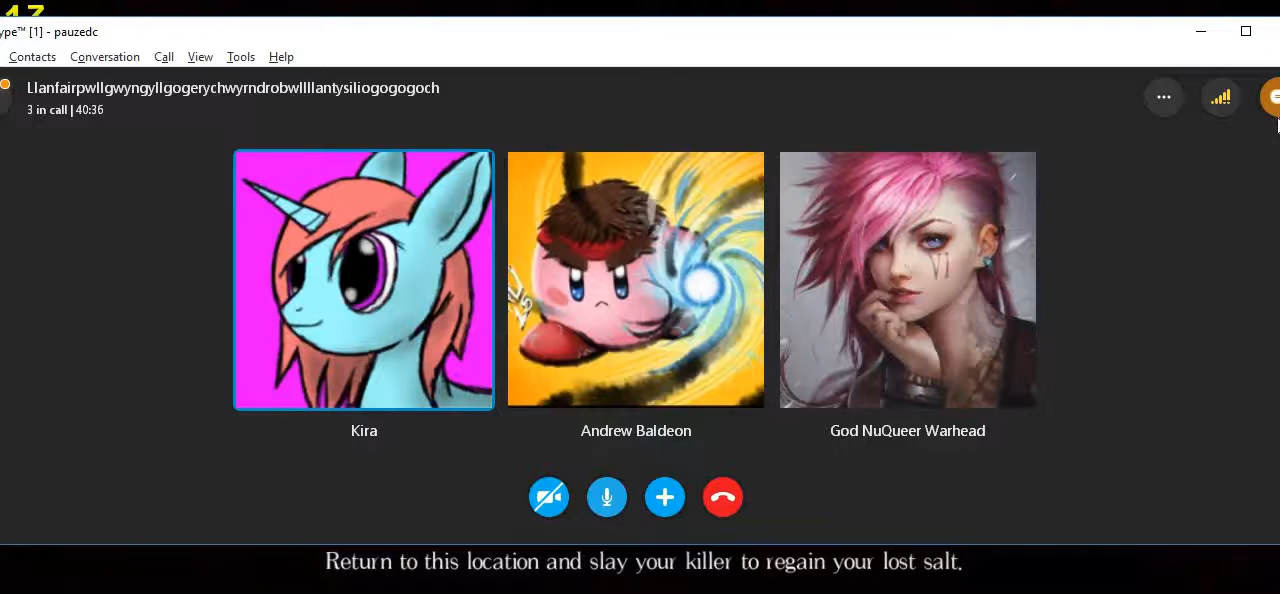 17
ype™ [1] - pauzedc
Contacts Conversation Call View Tools Help
Llanfairpwllgwyngyllgogerychwyrndrobwllllantysiliogogogoch
3 in call | 40:36
Kira Andrew Baldeon God NuQueer Warhead
Return to this location and slay your killer to regain your lost salt.